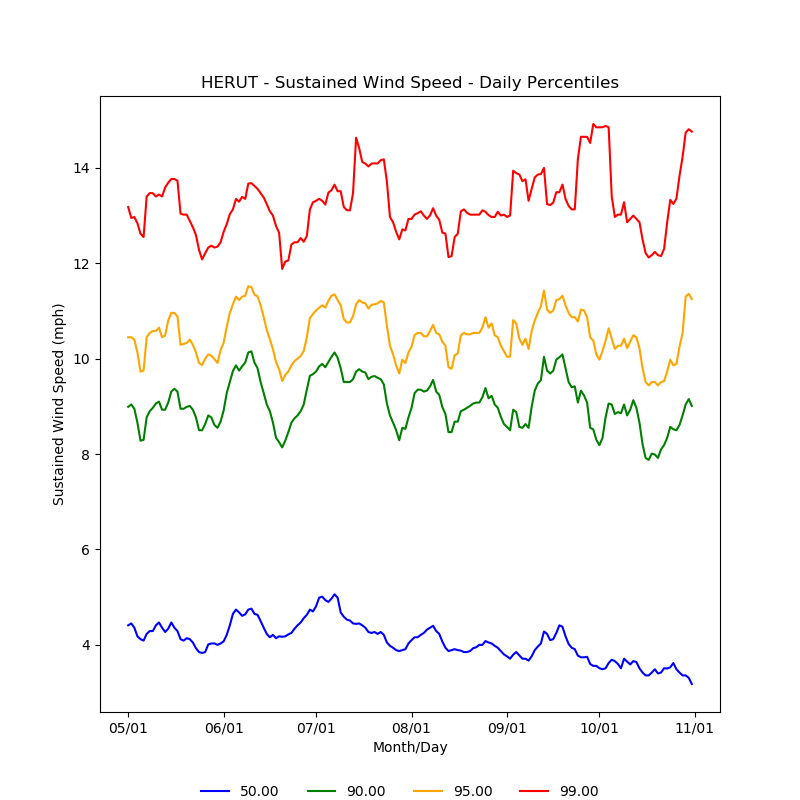 HERUT - Sustained Wind Speed - Daily Percentiles
Sustained Wind Speed (mph)
14
12
10
8
6
4
05/01 06/01 07/01 08/01 09/01 10/01 11/01
Month/Day
50.00 90.00 95.00 99.00